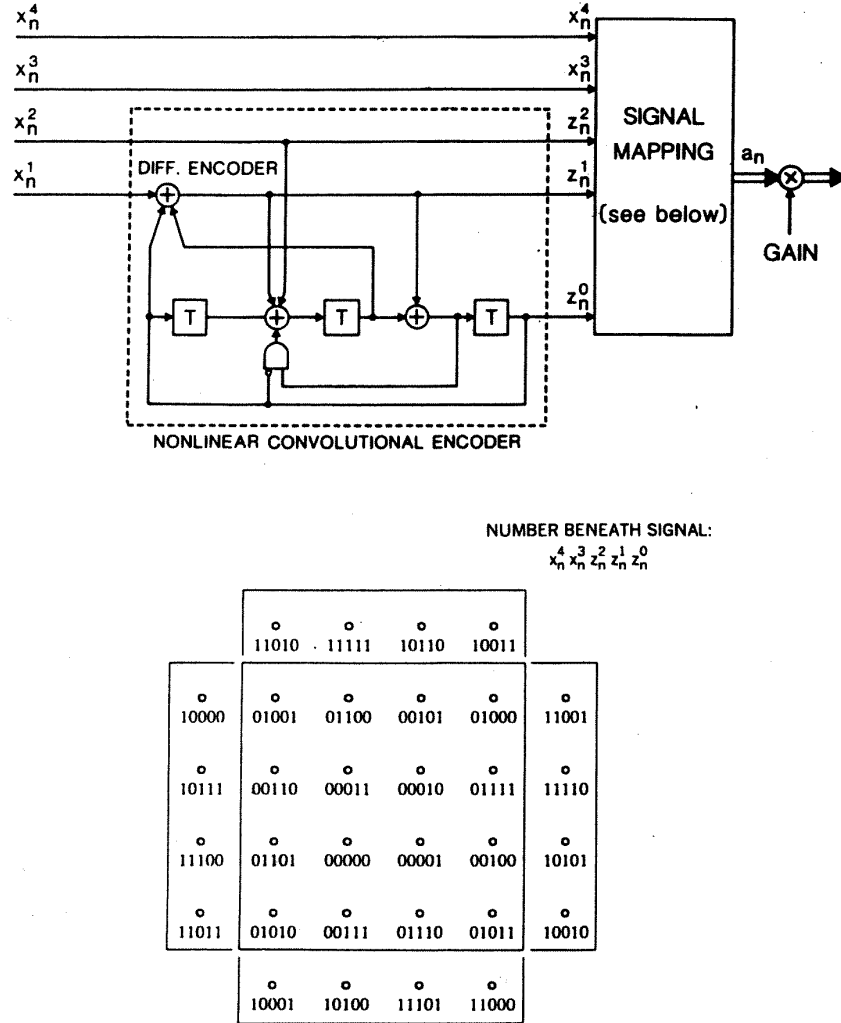 x_n^4 x_n^4
x_n^3 x_n^3
x_n^2 z_n^2
SIGNAL
MAPPING
a_n
DIFF. ENCODER
x_n^1 z_n^1
(see below)
GAIN
z_n^0
T T T
NONLINEAR CONVOLUTIONAL ENCODER
NUMBER BENEATH SIGNAL:
x_n^4 x_n^3 z_n^2 z_n^1 z_n^0
11010 11111 10110 10011
10000 01001 01100 00101 01000 11001
10111 00110 00011 00010 01111 11110
11100 01101 00000 00001 00100 10101
11011 01010 00111 01110 01011 10010
10001 10100 11101 11000